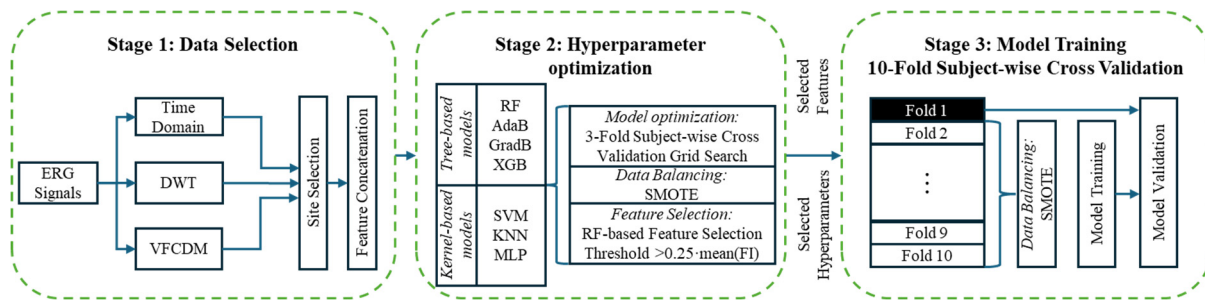 Stage 1: Data Selection
ERG
Signals
Time
Domain
DWT
VFCDM
Site Selection
Feature Concatenation
Stage 2: Hyperparameter
optimization
Tree-based
models
RF
AdaB
GradB
XGB
Kernel-based
models
SVM
KNN
MLP
Model optimization:
3-Fold Subject-wise Cross
Validation Grid Search
Data Balancing:
SMOTE
Feature Selection:
RF-based Feature Selection
Threshold >0.25·mean(FI)
Selected
Features
Selected
Hyperparameters
Stage 3: Model Training
10-Fold Subject-wise Cross Validation
Fold 1
Fold 2
...
Fold 9
Fold 10
Data Balancing:
SMOTE
Model Training
Model Validation